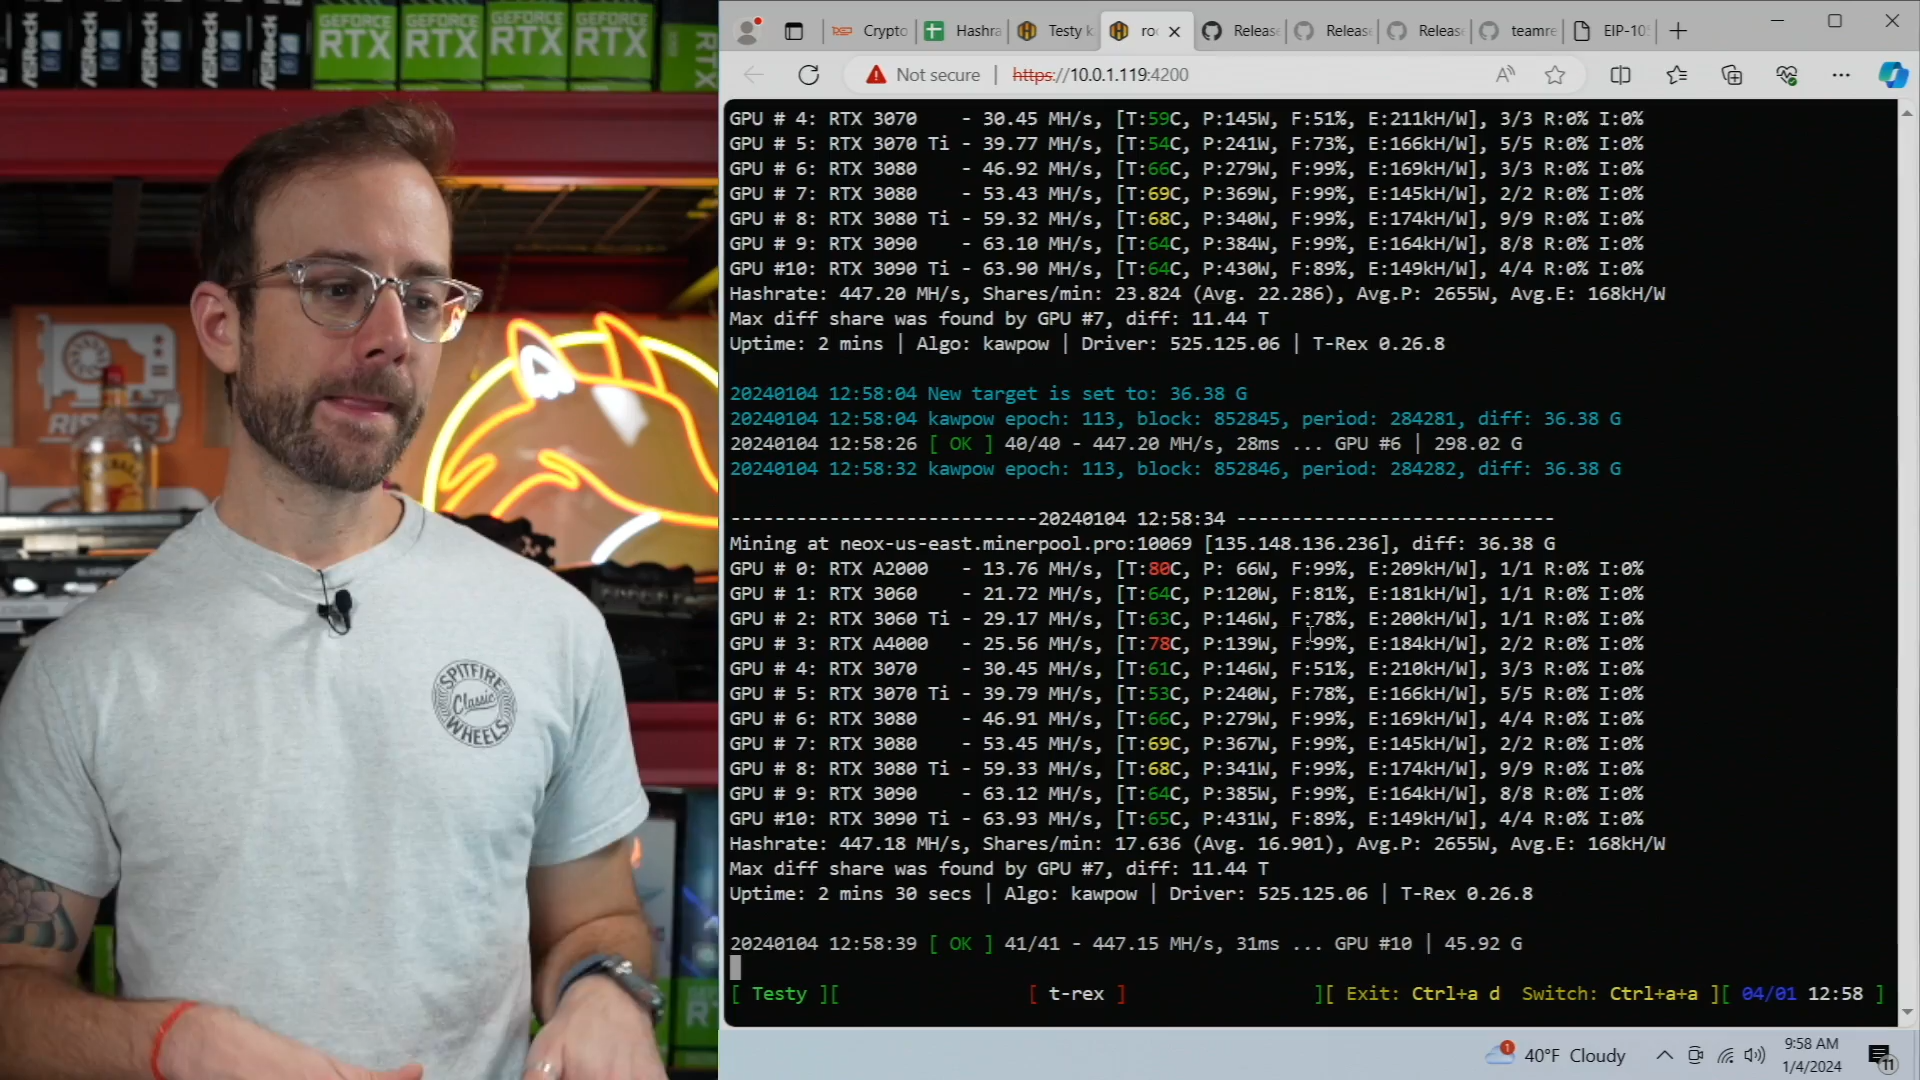 ASRock
ASRock
ASRock
ASRock
GEFORCE
RTX
GEFORCE
RTX
GEFORCE
RTX
GEFORCE
RTX
RTX
SPITFIRE
Classic
WHEELS
Crypto
Hashra
Testy k
ro
Release
Release
Release
teamre
EIP-10
Not secure | https://10.0.1.119:4200
GPU # 4: RTX 3070 - 30.45 MH/s, [T:59C, P:145W, F:51%, E:211kH/W], 3/3 R:0% I:0%
GPU # 5: RTX 3070 Ti - 39.77 MH/s, [T:54C, P:241W, F:73%, E:166kH/W], 5/5 R:0% I:0%
GPU # 6: RTX 3080 - 46.92 MH/s, [T:66C, P:279W, F:99%, E:169kH/W], 3/3 R:0% I:0%
GPU # 7: RTX 3080 - 53.43 MH/s, [T:69C, P:369W, F:99%, E:145kH/W], 2/2 R:0% I:0%
GPU # 8: RTX 3080 Ti - 59.32 MH/s, [T:68C, P:340W, F:99%, E:174kH/W], 9/9 R:0% I:0%
GPU # 9: RTX 3090 - 63.10 MH/s, [T:64C, P:384W, F:99%, E:164kH/W], 8/8 R:0% I:0%
GPU #10: RTX 3090 Ti - 63.90 MH/s, [T:64C, P:430W, F:89%, E:149kH/W], 4/4 R:0% I:0%
Hashrate: 447.20 MH/s, Shares/min: 23.824 (Avg. 22.286), Avg.P: 2655W, Avg.E: 168kH/W
Max diff share was found by GPU #7, diff: 11.44 T
Uptime: 2 mins | Algo: kawpow | Driver: 525.125.06 | T-Rex 0.26.8
20240104 12:58:04 New target is set to: 36.38 G
20240104 12:58:04 kawpow epoch: 113, block: 852845, period: 284281, diff: 36.38 G
20240104 12:58:26 [ OK ] 40/40 - 447.20 MH/s, 28ms ... GPU #6 | 298.02 G
20240104 12:58:32 kawpow epoch: 113, block: 852846, period: 284282, diff: 36.38 G
----------------------------20240104 12:58:34 -----------------------------
Mining at neox-us-east.minerpool.pro:10069 [135.148.136.236], diff: 36.38 G
GPU # 0: RTX A2000 - 13.76 MH/s, [T:80C, P: 66W, F:99%, E:209kH/W], 1/1 R:0% I:0%
GPU # 1: RTX 3060 - 21.72 MH/s, [T:64C, P:120W, F:81%, E:181kH/W], 1/1 R:0% I:0%
GPU # 2: RTX 3060 Ti - 29.17 MH/s, [T:63C, P:146W, F:78%, E:200kH/W], 1/1 R:0% I:0%
GPU # 3: RTX A4000 - 25.56 MH/s, [T:78C, P:139W, F:99%, E:184kH/W], 2/2 R:0% I:0%
GPU # 4: RTX 3070 - 30.45 MH/s, [T:61C, P:146W, F:51%, E:210kH/W], 3/3 R:0% I:0%
GPU # 5: RTX 3070 Ti - 39.79 MH/s, [T:53C, P:240W, F:78%, E:166kH/W], 5/5 R:0% I:0%
GPU # 6: RTX 3080 - 46.91 MH/s, [T:66C, P:279W, F:99%, E:169kH/W], 4/4 R:0% I:0%
GPU # 7: RTX 3080 - 53.45 MH/s, [T:69C, P:367W, F:99%, E:145kH/W], 2/2 R:0% I:0%
GPU # 8: RTX 3080 Ti - 59.33 MH/s, [T:68C, P:341W, F:99%, E:174kH/W], 9/9 R:0% I:0%
GPU # 9: RTX 3090 - 63.12 MH/s, [T:64C, P:385W, F:99%, E:164kH/W], 8/8 R:0% I:0%
GPU #10: RTX 3090 Ti - 63.93 MH/s, [T:65C, P:431W, F:89%, E:149kH/W], 4/4 R:0% I:0%
Hashrate: 447.18 MH/s, Shares/min: 17.636 (Avg. 16.901), Avg.P: 2655W, Avg.E: 168kH/W
Max diff share was found by GPU #7, diff: 11.44 T
Uptime: 2 mins 30 secs | Algo: kawpow | Driver: 525.125.06 | T-Rex 0.26.8
20240104 12:58:39 [ OK ] 41/41 - 447.15 MH/s, 31ms ... GPU #10 | 45.92 G
[ Testy ][ [ t-rex ] ][ Exit: Ctrl+a d Switch: Ctrl+a+a ][ 04/01 12:58 ]
1 40°F Cloudy
9:58 AM
1/4/2024
11